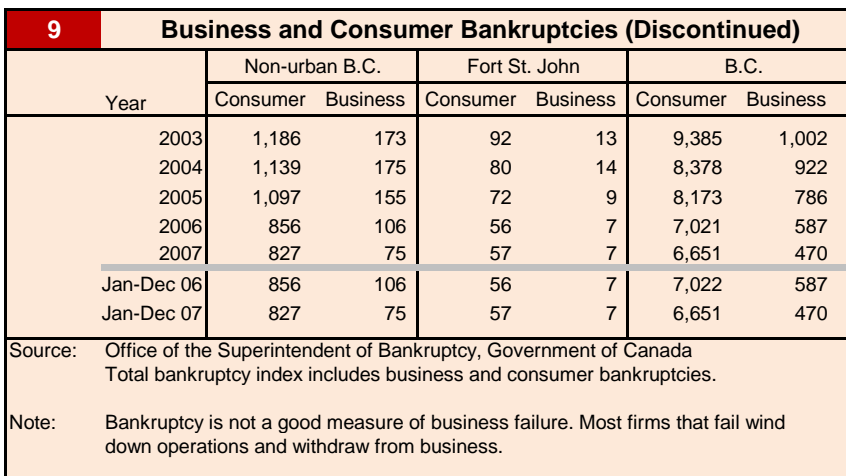 9 Business and Consumer Bankruptcies (Discontinued)
Non-urban B.C. Fort St. John B.C.
Year Consumer Business Consumer Business Consumer Business
2003 1,186 173 92 13 9,385 1,002
2004 1,139 175 80 14 8,378 922
2005 1,097 155 72 9 8,173 786
2006 856 106 56 7 7,021 587
2007 827 75 57 7 6,651 470
Jan-Dec 06 856 106 56 7 7,022 587
Jan-Dec 07 827 75 57 7 6,651 470
Source: Office of the Superintendent of Bankruptcy, Government of Canada
Total bankruptcy index includes business and consumer bankruptcies.
Note: Bankruptcy is not a good measure of business failure. Most firms that fail wind
down operations and withdraw from business.